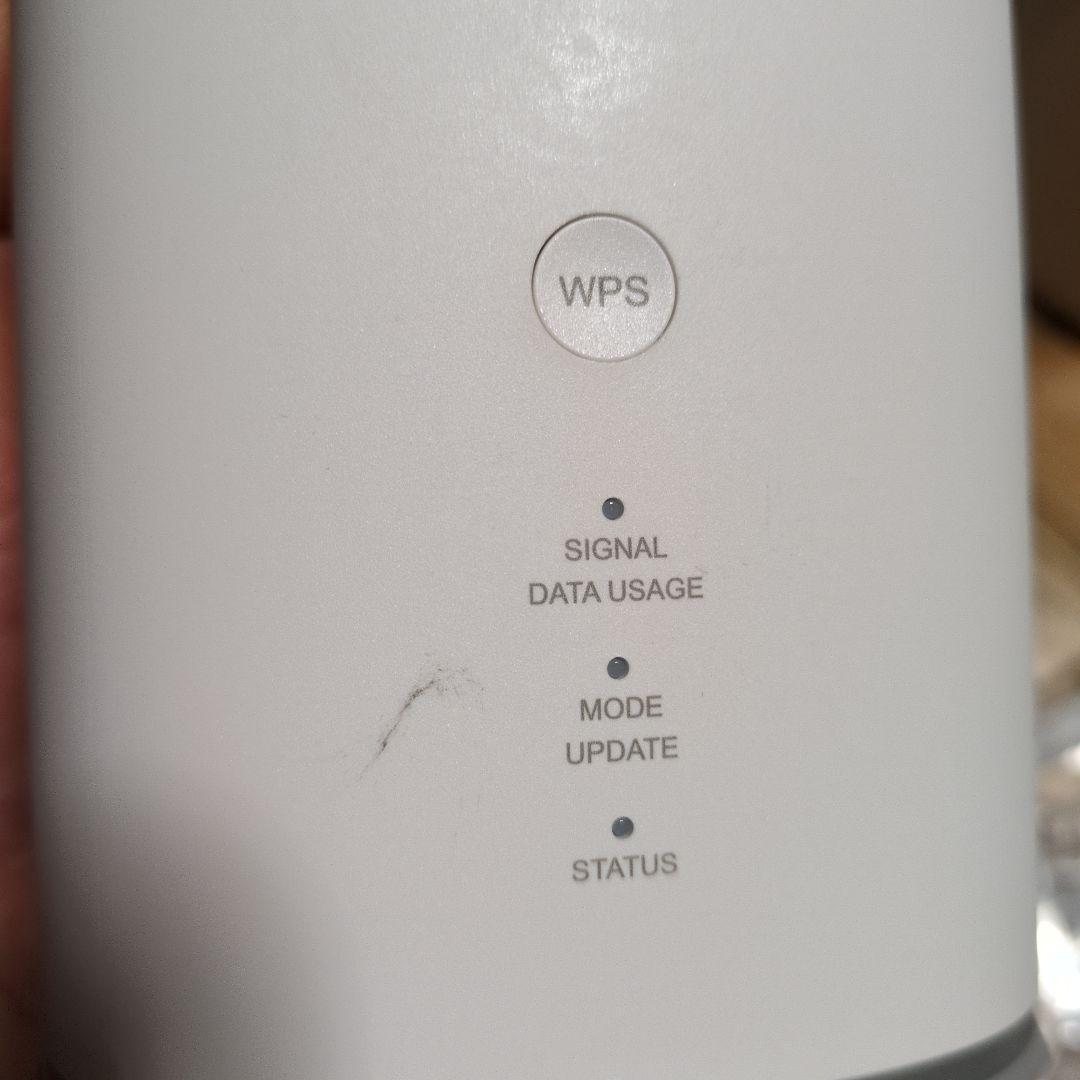 WPS
SIGNAL
DATA USAGE
MODE
UPDATE
STATUS